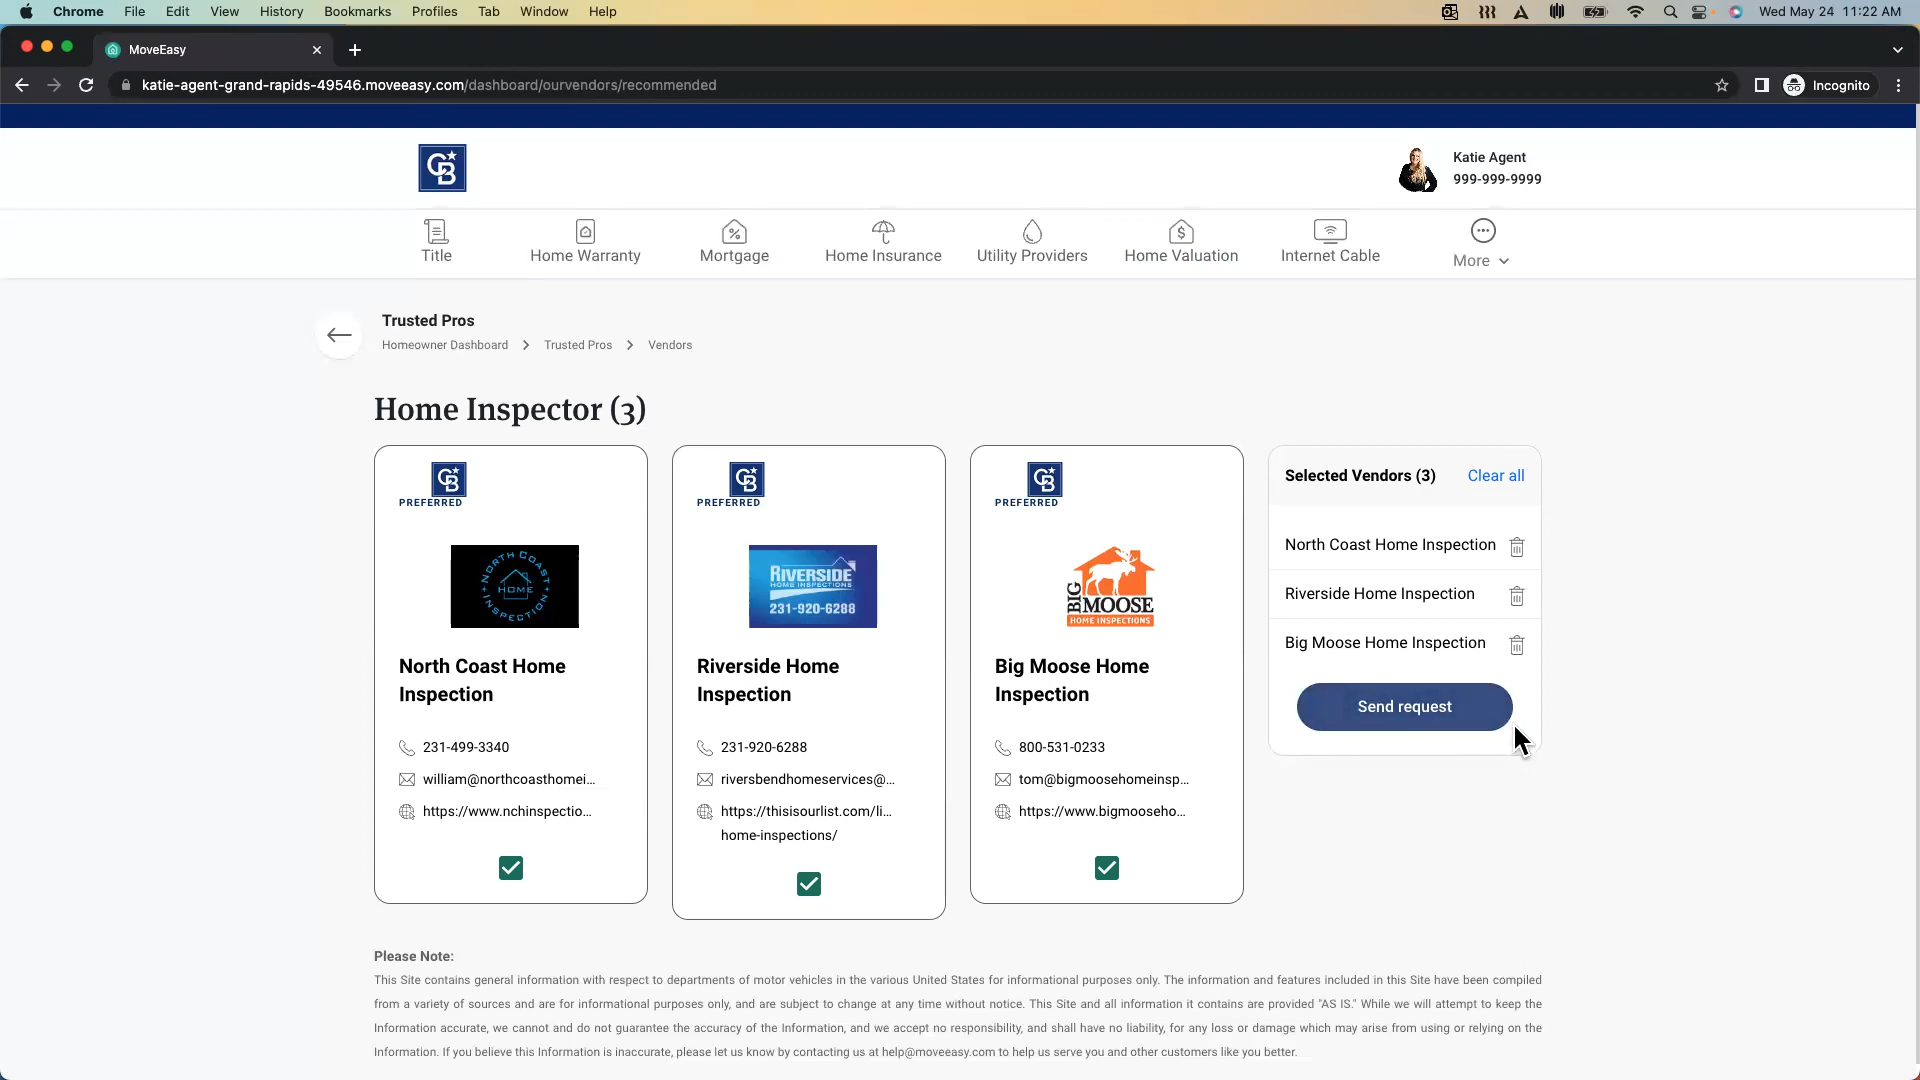 Chrome File Edit View History Bookmarks Profiles Tab Window Help Wed May 24 11:22 AM
MoveEasy
katie-agent-grand-rapids-49546.moveeasy.com/dashboard/ourvendors/recommended Incognito
CB
Katie Agent
999-999-9999
Title Home Warranty Mortgage Home Insurance Utility Providers Home Valuation Internet Cable More
Trusted Pros
Homeowner Dashboard > Trusted Pros > Vendors
Home Inspector (3)
CB
PREFERRED
NORTH COAST
HOME
INSPECTION
North Coast Home
Inspection
231-499-3340
william@northcoasthomei...
https://www.nchinspectio...
CB
PREFERRED
RIVERSIDE
HOME INSPECTIONS
231-920-6288
Riverside Home
Inspection
231-920-6288
riversbendhomeservices@...
https://thisisourlist.com/li...
home-inspections/
CB
PREFERRED
BIG
MOOSE
HOME INSPECTIONS
Big Moose Home
Inspection
800-531-0233
tom@bigmoosehomeinsp...
https://www.bigmooseho...
Selected Vendors (3) Clear all
North Coast Home Inspection
Riverside Home Inspection
Big Moose Home Inspection
Send request
Please Note:
This Site contains general information with respect to departments of motor vehicles in the various United States for informational purposes only. The information and features included in this Site have been compiled
from a variety of sources and are for informational purposes only, and are subject to change at any time without notice. This Site and all information it contains are provided "AS IS." While we will attempt to keep the
Information accurate, we cannot and do not guarantee the accuracy of the Information, and we accept no responsibility, and shall have no liability, for any loss or damage which may arise from using or relying on the
Information. If you believe this Information is inaccurate, please let us know by contacting us at help@moveeasy.com to help us serve you and other customers like you better.